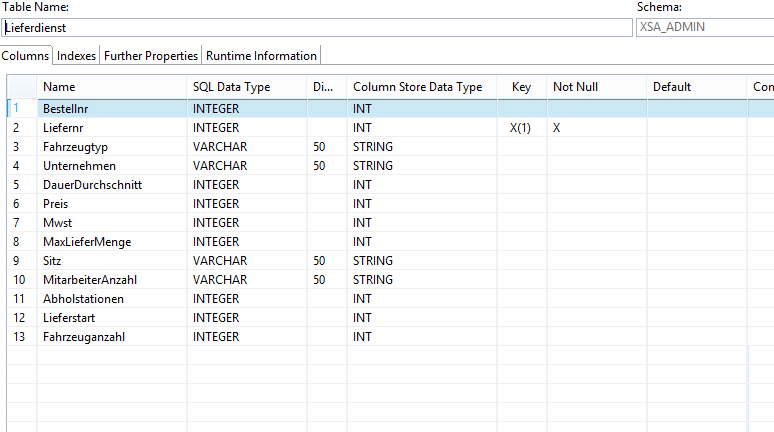 Table Name: Schema:
Lieferdienst XSA_ADMIN
Columns Indexes Further Properties Runtime Information
Name SQL Data Type Di... Column Store Data Type Key Not Null Default Con
1 Bestellnr INTEGER INT
2 Liefernr INTEGER INT X(1) X
3 Fahrzeugtyp VARCHAR 50 STRING
4 Unternehmen VARCHAR 50 STRING
5 DauerDurchschnitt INTEGER INT
6 Preis INTEGER INT
7 Mwst INTEGER INT
8 MaxLieferMenge INTEGER INT
9 Sitz VARCHAR 50 STRING
10 MitarbeiterAnzahl VARCHAR 50 STRING
11 Abholstationen INTEGER INT
12 Lieferstart INTEGER INT
13 Fahrzeuganzahl INTEGER INT